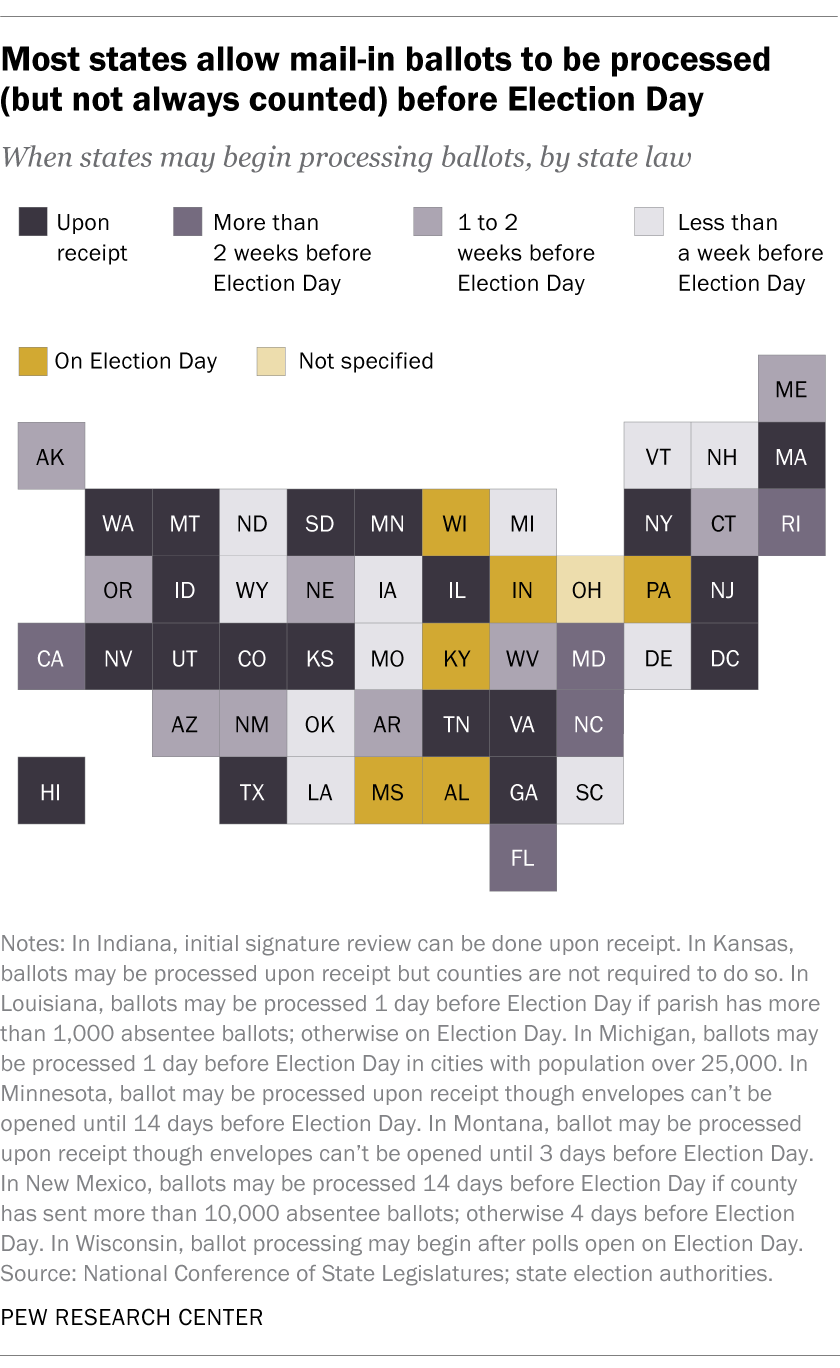 Most states allow mail-in ballots to be processed
(but not always counted) before Election Day
When states may begin processing ballots, by state law
Upon
receipt
More than
2 weeks before
Election Day
1 to 2
weeks before
Election Day
Less than
a week before
Election Day
On Election Day
Not specified
ME
AK
VT
NH
MA
WA
MT
ND
SD
MN
WI
MI
NY
CT
RI
OR
ID
WY
NE
IA
IL
IN
OH
PA
NJ
CA
NV
UT
CO
KS
MO
KY
WV
MD
DE
DC
AZ
NM
OK
AR
TN
VA
NC
HI
TX
LA
MS
AL
GA
SC
FL
Notes: In Indiana, initial signature review can be done upon receipt. In Kansas,
ballots may be processed upon receipt but counties are not required to do so. In
Louisiana, ballots may be processed 1 day before Election Day if parish has more
than 1,000 absentee ballots; otherwise on Election Day. In Michigan, ballots may
be processed 1 day before Election Day in cities with population over 25,000. In
Minnesota, ballot may be processed upon receipt though envelopes can’t be
opened until 14 days before Election Day. In Montana, ballot may be processed
upon receipt though envelopes can’t be opened until 3 days before Election Day.
In New Mexico, ballots may be processed 14 days before Election Day if county
has sent more than 10,000 absentee ballots; otherwise 4 days before Election
Day. In Wisconsin, ballot processing may begin after polls open on Election Day.
Source: National Conference of State Legislatures; state election authorities.
PEW RESEARCH CENTER